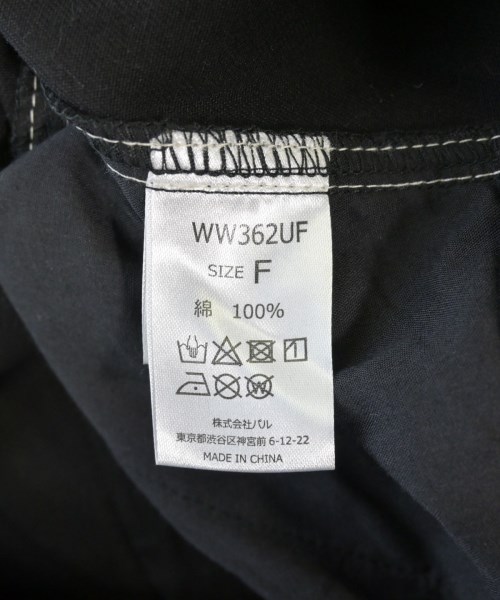 WW362UF
SIZE F
綿 100%
株式会社パル
東京都渋谷区神宮前 6-12-22
MADE IN CHINA